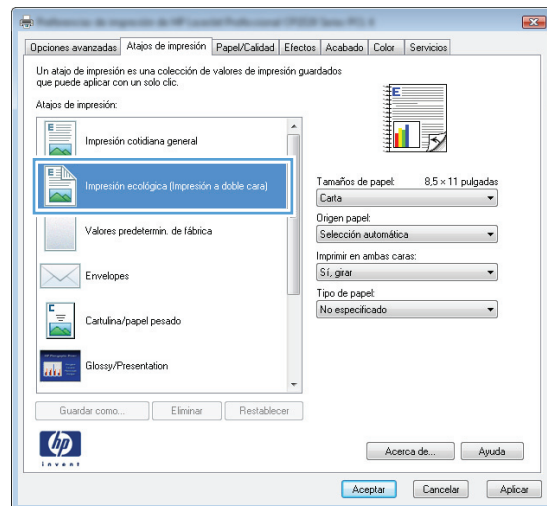 Opciones avanzadas Atajos de impresión Papel/Calidad Efectos Acabado Color Servicios
Un atajo de impresión es una colección de valores de impresión guardados
que puede aplicar con un solo clic.
Atajos de impresión:
Impresión cotidiana general
Impresión ecológica (Impresión a doble cara)
Valores predetermin. de fábrica
Envelopes
Cartulina/papel pesado
Glossy/Presentation
Tamaños de papel: 8,5 × 11 pulgadas
Carta
Origen papel:
Selección automática
Imprimir en ambas caras:
Sí, girar
Tipo de papel:
No especificado
Guardar como... Eliminar Restablecer
hp
invent
Acerca de... Ayuda
Aceptar Cancelar Aplicar